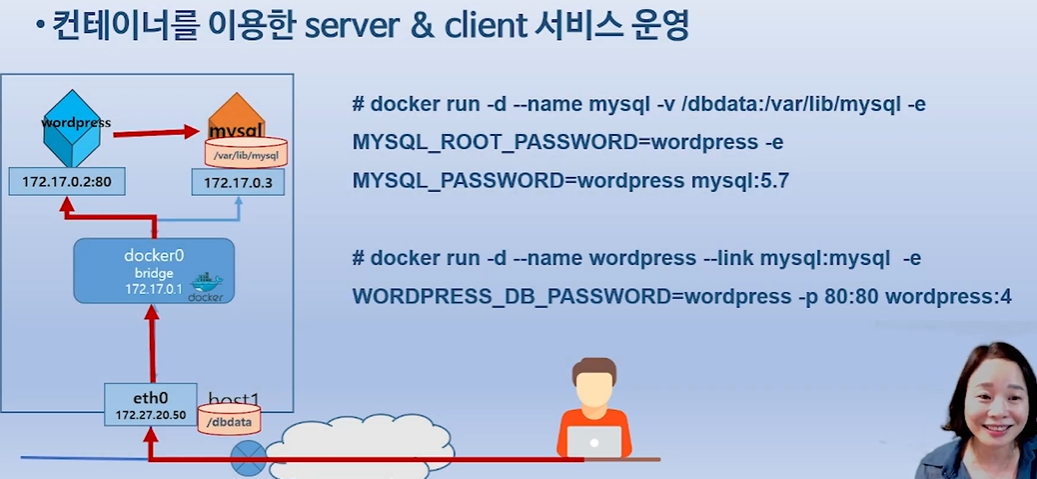 • 컨테이너를 이용한 server & client 서비스 운영
wordpress
mysql
/var/lib/mysql
172.17.0.2:80
172.17.0.3
docker0
bridge
172.17.0.1
docker
eth0
172.27.20.50
host1
/dbdata
# docker run -d --name mysql -v /dbdata:/var/lib/mysql -e
MYSQL_ROOT_PASSWORD=wordpress -e
MYSQL_PASSWORD=wordpress mysql:5.7
# docker run -d --name wordpress --link mysql:mysql -e
WORDPRESS_DB_PASSWORD=wordpress -p 80:80 wordpress:4